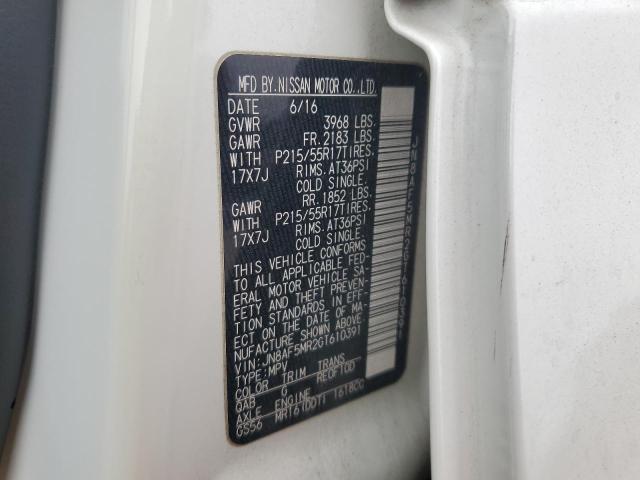 MFD BY.NISSAN MOTOR CO.,LTD.
DATE 6/16
GVWR 3968 LBS.
GAWR FR.2183 LBS.
WITH P215/55R17TIRES.
17X7J RIMS.AT36PSI
COLD SINGLE.
GAWR RR.1852 LBS.
WITH P215/55R17TIRES.
17X7J RIMS.AT36PSI
COLD SINGLE.
THIS VEHICLE CONFORMS
TO ALL APPLICABLE FED-
ERAL MOTOR VEHICLE SA-
FETY AND THEFT PREVEN-
TION STANDARDS IN EFF-
ECT ON THE DATE OF MA-
NUFACTURE SHOWN ABOVE.
VIN:JN8AF5MR2GT610391
TYPE:MPV
COLOR TRIM TRANS
QAB G RE0F10D
AXLE ENGINE
GS56 MR161DDTI 1618CC
JN8AF5MR2GT610391